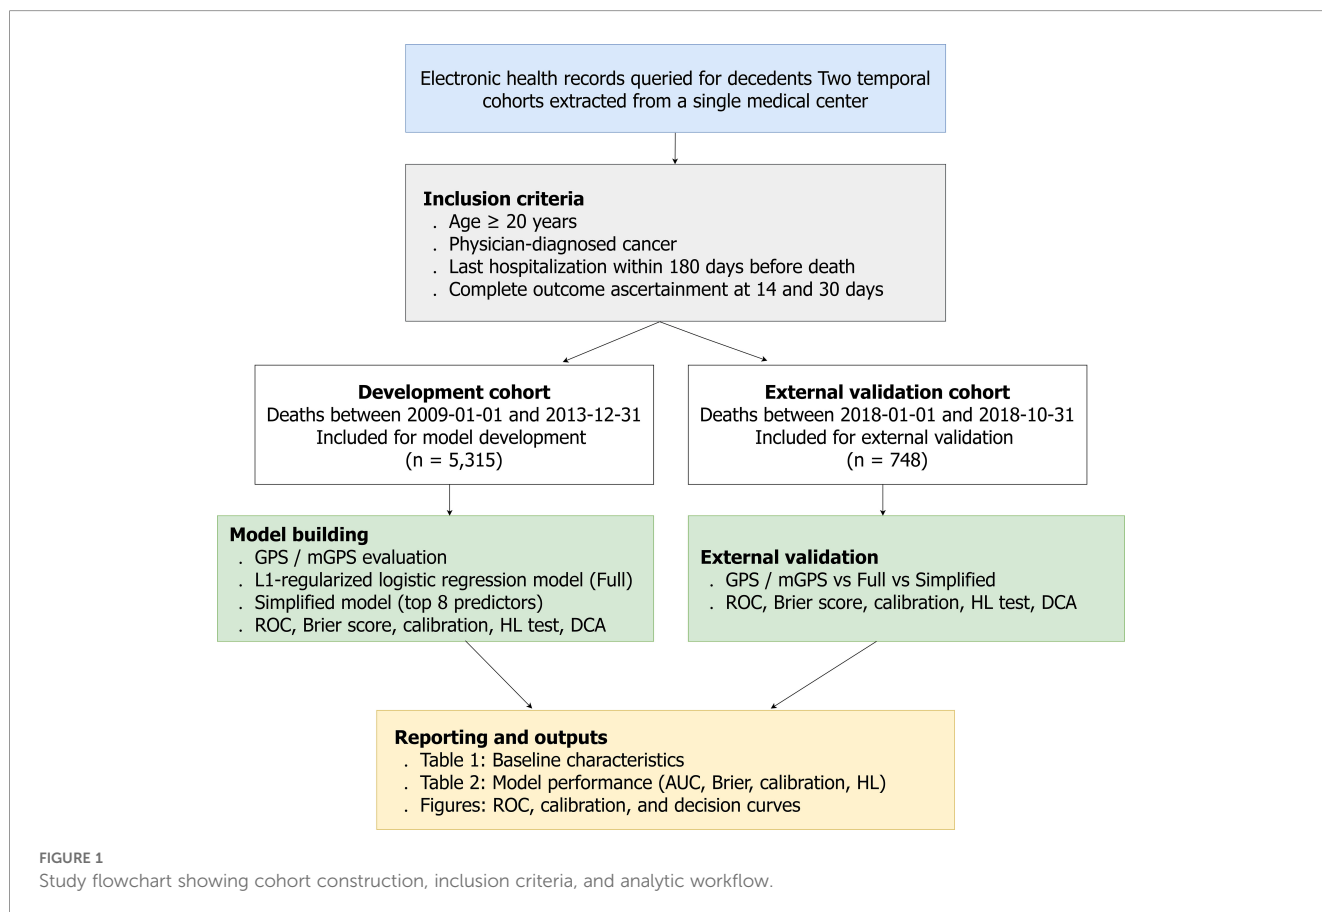 Electronic health records queried for decedents Two temporal
cohorts extracted from a single medical center
Inclusion criteria
. Age ≥ 20 years
. Physician-diagnosed cancer
. Last hospitalization within 180 days before death
. Complete outcome ascertainment at 14 and 30 days
Development cohort
Deaths between 2009-01-01 and 2013-12-31
Included for model development
(n = 5,315)
External validation cohort
Deaths between 2018-01-01 and 2018-10-31
Included for external validation
(n = 748)
Model building
. GPS / mGPS evaluation
. L1-regularized logistic regression model (Full)
. Simplified model (top 8 predictors)
. ROC, Brier score, calibration, HL test, DCA
External validation
. GPS / mGPS vs Full vs Simplified
. ROC, Brier score, calibration, HL test, DCA
Reporting and outputs
. Table 1: Baseline characteristics
. Table 2: Model performance (AUC, Brier, calibration, HL)
. Figures: ROC, calibration, and decision curves
FIGURE 1
Study flowchart showing cohort construction, inclusion criteria, and analytic workflow.